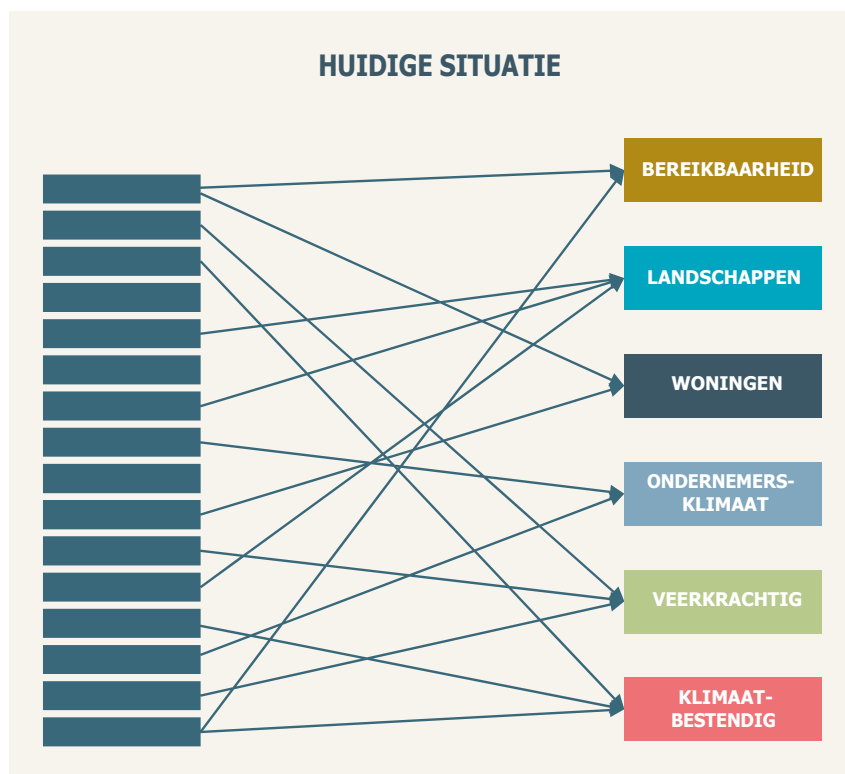 HUIDIGE SITUATIE
BEREIKBAARHEID
LANDSCHAPPEN
WONINGEN
ONDERNEMERS-
KLIMAAT
VEERKRACHTIG
KLIMAAT-
BESTENDIG